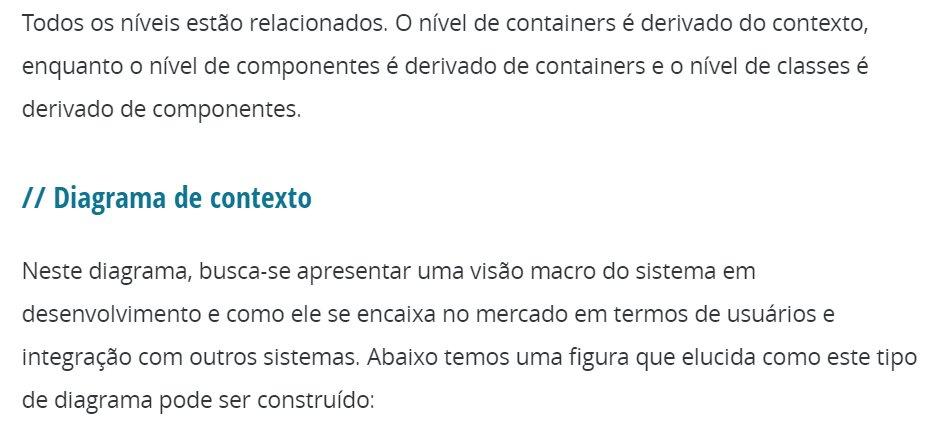 Todos os níveis estão relacionados. O nível de containers é derivado do contexto,
enquanto o nível de componentes é derivado de containers e o nível de classes é
derivado de componentes.
// Diagrama de contexto
Neste diagrama, busca-se apresentar uma visão macro do sistema em
desenvolvimento e como ele se encaixa no mercado em termos de usuários e
integração com outros sistemas. Abaixo temos uma figura que elucida como este tipo
de diagrama pode ser construído: